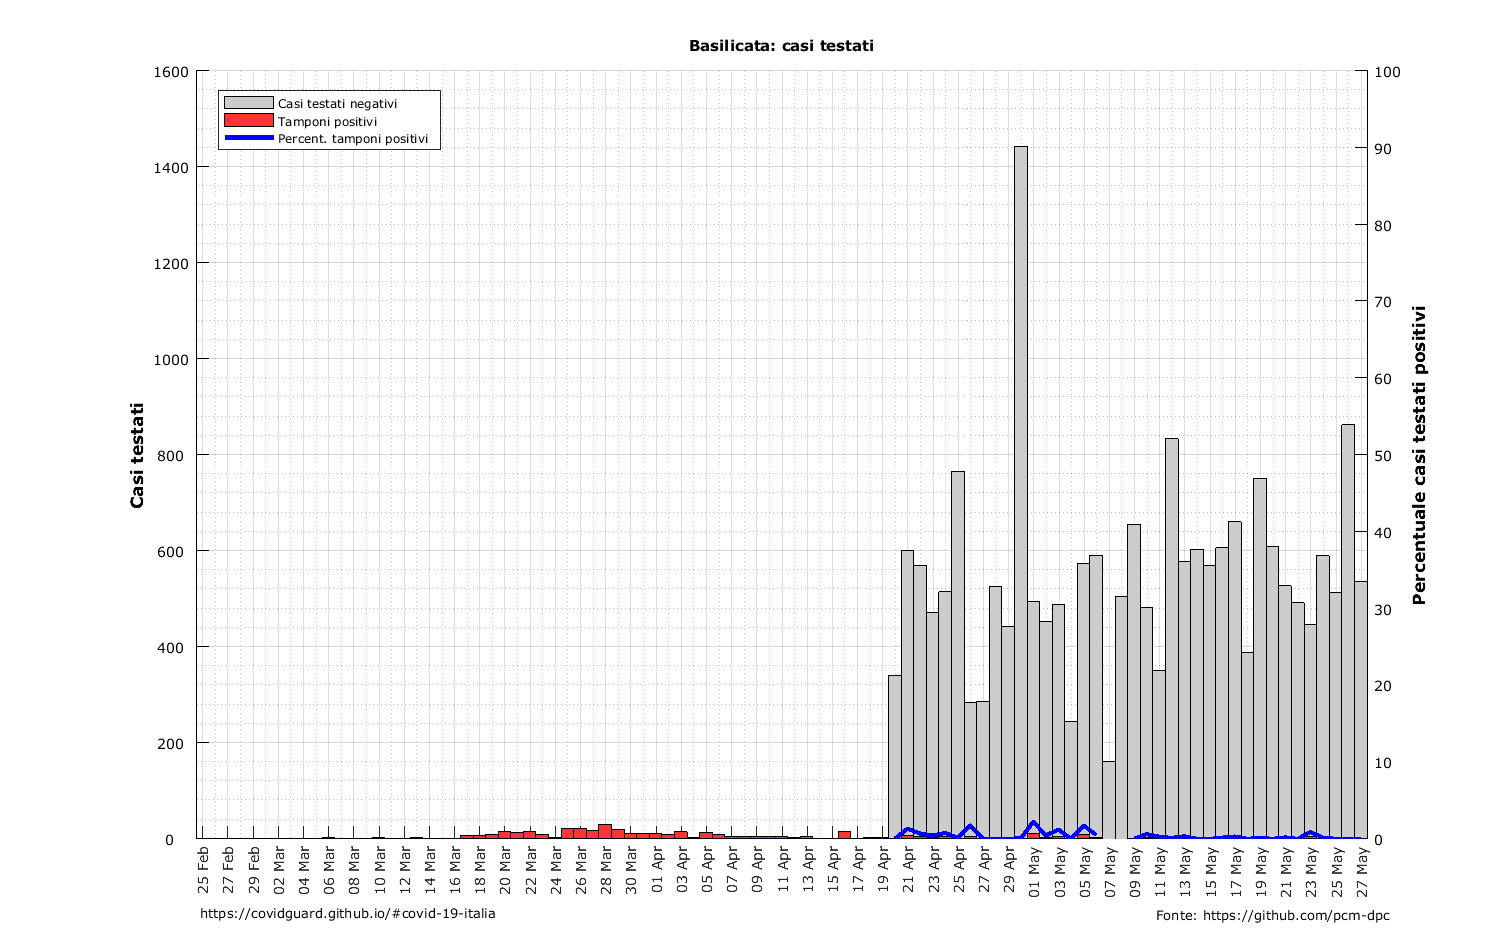 Basilicata: casi testati
1600
1400
1200
1000
800
600
400
200
0
Casi testati
Casi testati negativi
Tamponi positivi
Percent. tamponi positivi
100
90
80
70
60
50
40
30
20
10
0
Percentuale casi testati positivi
25 Feb
27 Feb
29 Feb
02 Mar
04 Mar
06 Mar
08 Mar
10 Mar
12 Mar
14 Mar
16 Mar
18 Mar
20 Mar
22 Mar
24 Mar
26 Mar
28 Mar
30 Mar
01 Apr
03 Apr
05 Apr
07 Apr
09 Apr
11 Apr
13 Apr
15 Apr
17 Apr
19 Apr
21 Apr
23 Apr
25 Apr
27 Apr
29 Apr
01 May
03 May
05 May
07 May
09 May
11 May
13 May
15 May
17 May
19 May
21 May
23 May
25 May
27 May
https://covidguard.github.io/#covid-19-italia
Fonte: https://github.com/pcm-dpc